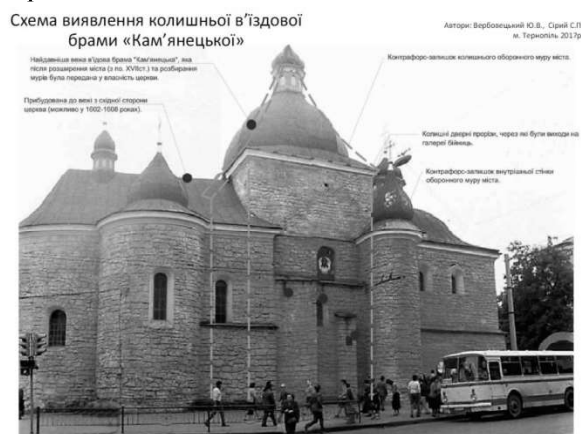 Схема виявлення колишньої в’їздової
брами «Кам’янецької»
Автори: Вербовецький Ю.В., Сірий С.П
м. Тернопіль 2017р
Найдавніша вежа в'їздова брама "Кам'янецька", яка
після розширення міста (з по. XVIIст.) та розбирання
мурів була передана у власність церкви.
Прибудована до вежі з східної сторони
церква (можливо у 1602-1608 роках).
Контрафорс-залишок колишнього оборонного муру міста.
Колишні дверні прорізи, через які були виходи на
галереї бійниць.
Контрафорс-залишок внутрішньої стінки
оборонного муру міста.